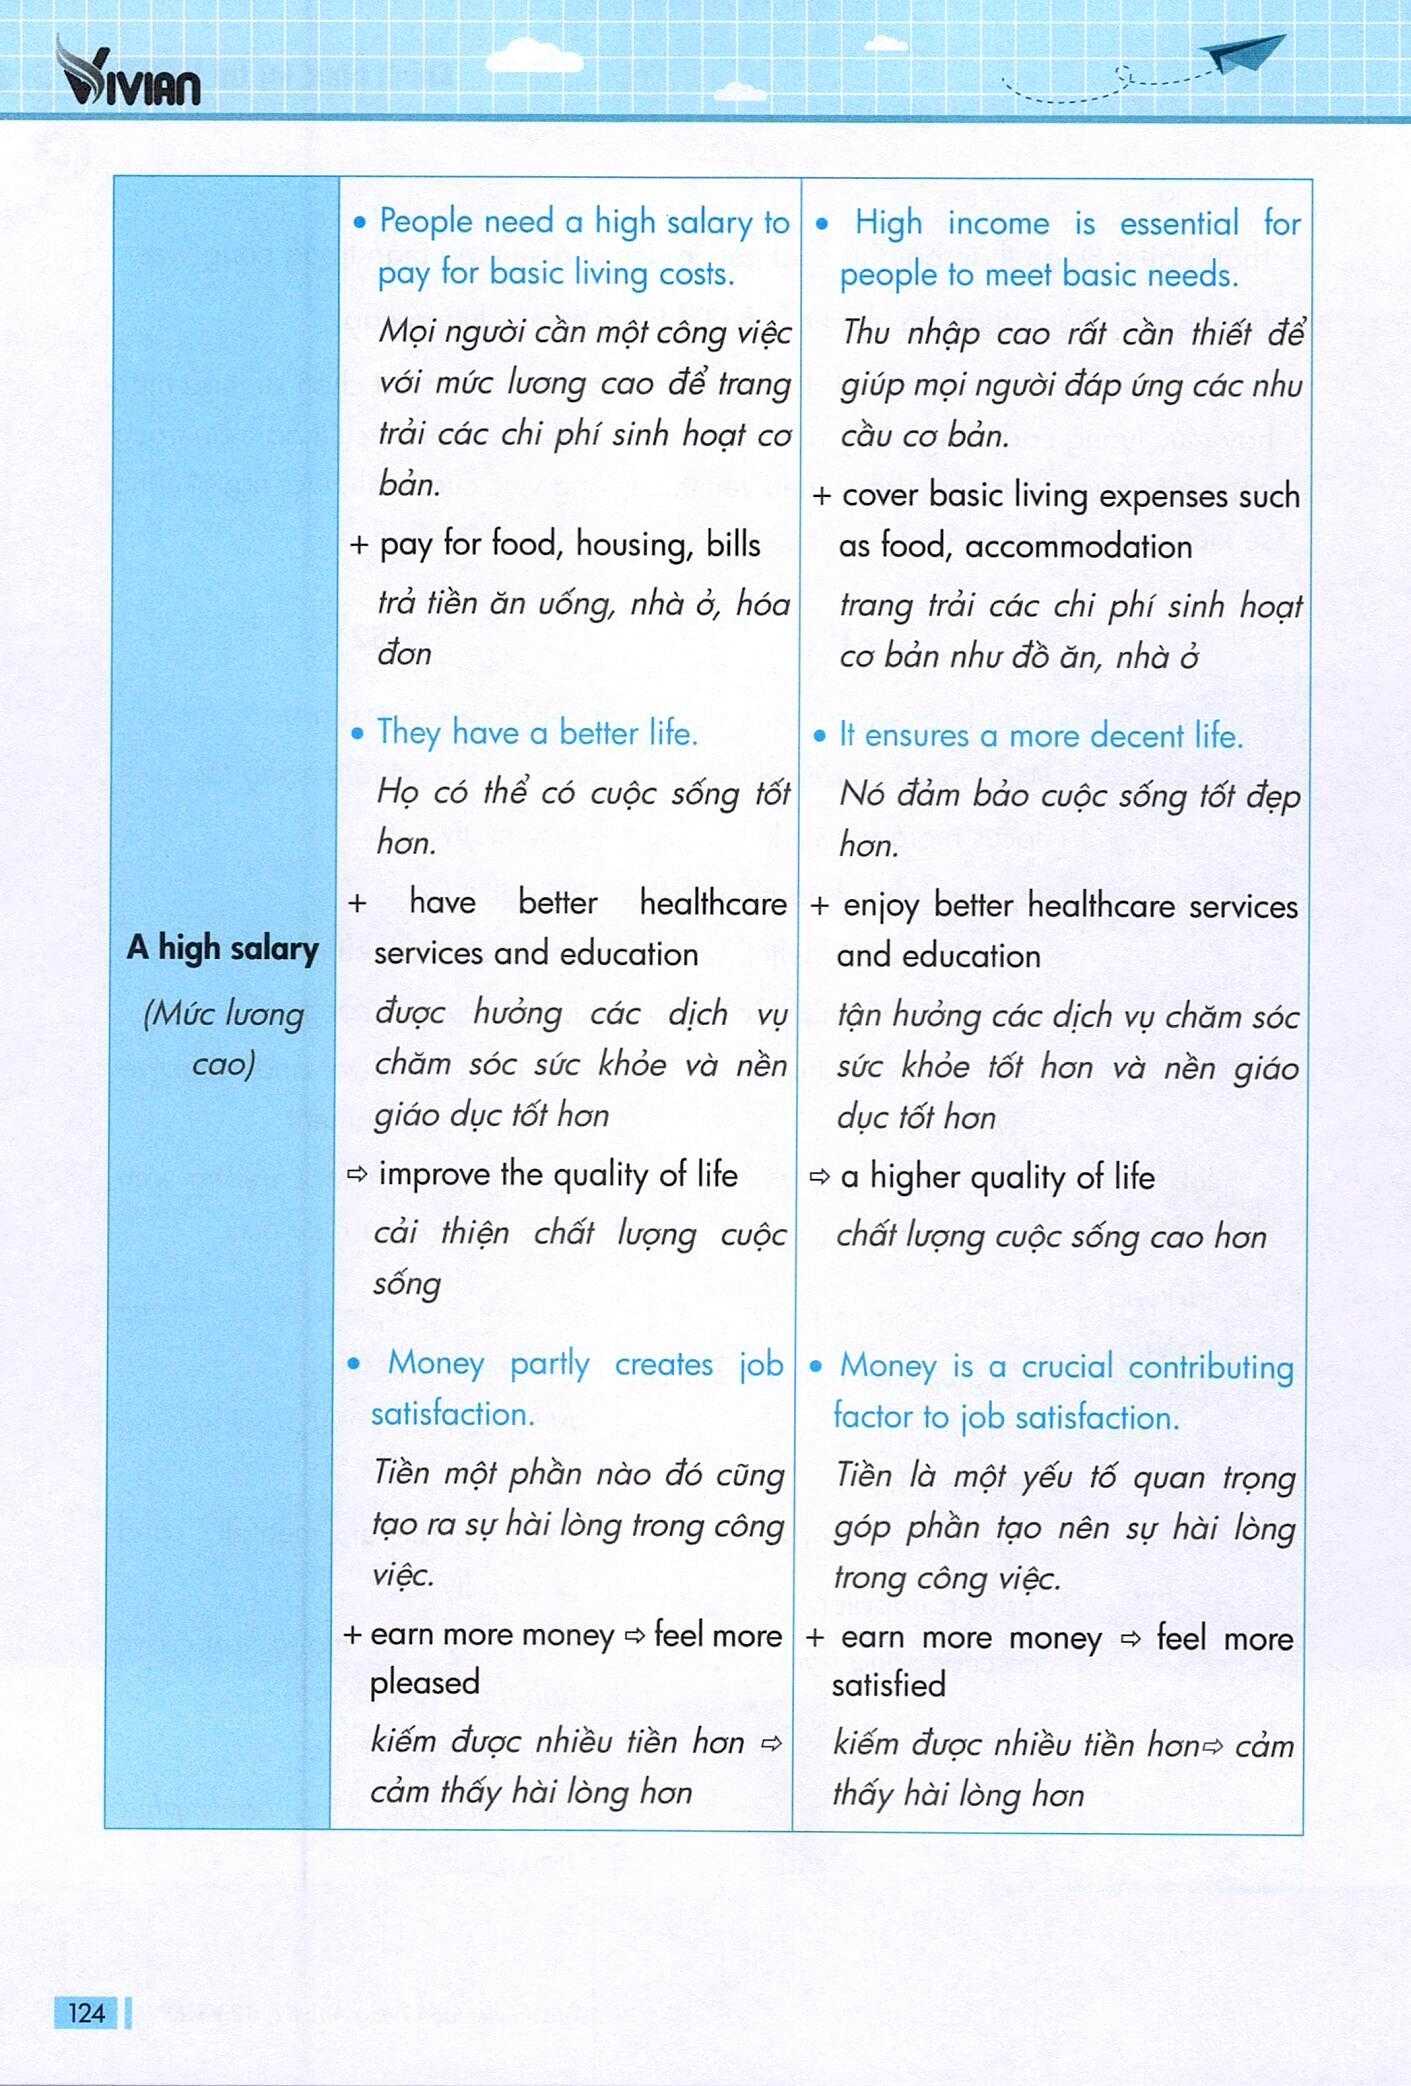 VIVIAN
A high salary
(Mức lương
cao)
• People need a high salary to
pay for basic living costs.
Mọi người cần một công việc
với mức lương cao để trang
trải các chi phí sinh hoạt cơ
bản.
+ pay for food, housing, bills
trả tiền ăn uống, nhà ở, hóa
đơn
• They have a better life.
Họ có thể có cuộc sống tốt
hơn.
+ have better healthcare
services and education
được hưởng các dịch vụ
chăm sóc sức khỏe và nền
giáo dục tốt hơn
⇨ improve the quality of life
cải thiện chất lượng cuộc
sống
• Money partly creates job
satisfaction.
Tiền một phần nào đó cũng
tạo ra sự hài lòng trong công
việc.
+ earn more money ⇨ feel more
pleased
kiếm được nhiều tiền hơn ⇨
cảm thấy hài lòng hơn
• High income is essential for
people to meet basic needs.
Thu nhập cao rất cần thiết để
giúp mọi người đáp ứng các nhu
cầu cơ bản.
+ cover basic living expenses such
as food, accommodation
trang trải các chi phí sinh hoạt
cơ bản như đồ ăn, nhà ở
• It ensures a more decent life.
Nó đảm bảo cuộc sống tốt đẹp
hơn.
+ enjoy better healthcare services
and education
tận hưởng các dịch vụ chăm sóc
sức khỏe tốt hơn và nền giáo
dục tốt hơn
⇨ a higher quality of life
chất lượng cuộc sống cao hơn
• Money is a crucial contributing
factor to job satisfaction.
Tiền là một yếu tố quan trọng
góp phần tạo nên sự hài lòng
trong công việc.
+ earn more money ⇨ feel more
satisfied
kiếm được nhiều tiền hơn⇨ cảm
thấy hài lòng hơn
124